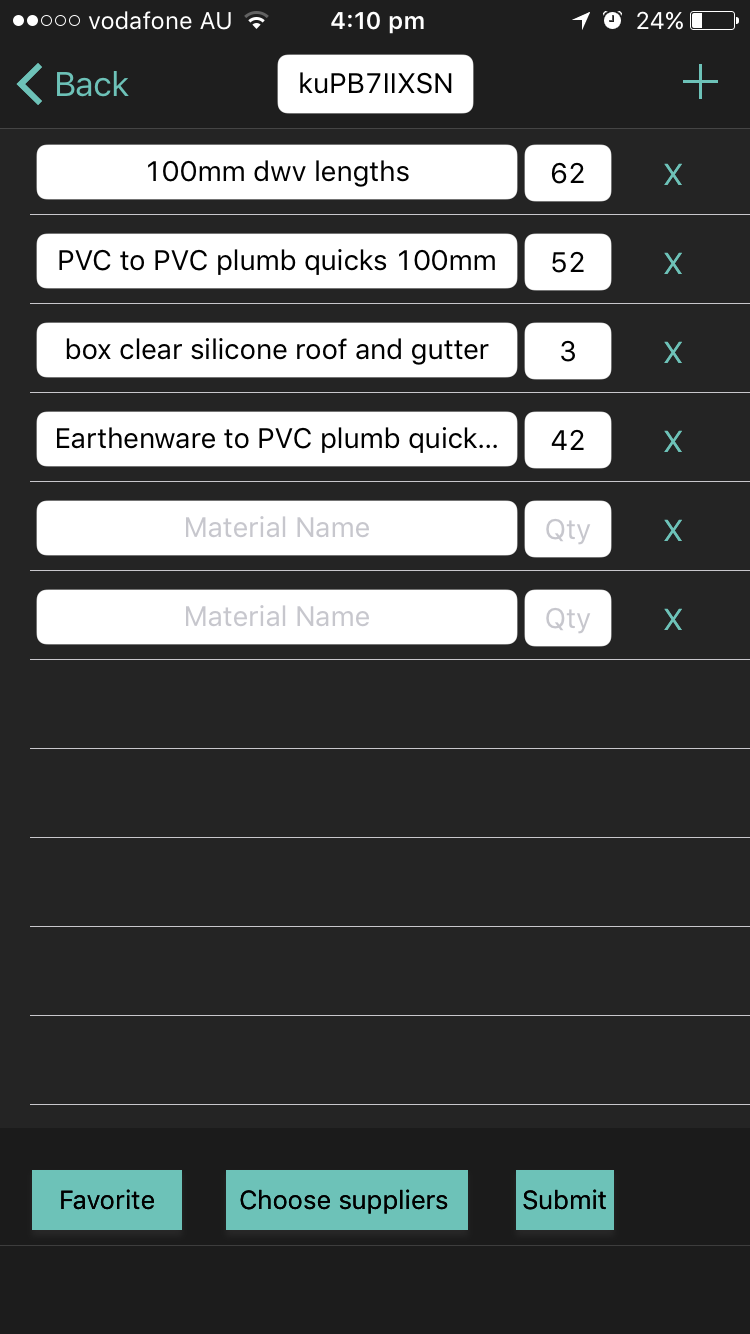 vodafone AU 4:10 pm 24%
Back kuPB7IIXSN
100mm dwv lengths 62 X
PVC to PVC plumb quicks 100mm 52 X
box clear silicone roof and gutter 3 X
Earthenware to PVC plumb quick... 42 X
Material Name Qty X
Material Name Qty X
Favorite Choose suppliers Submit